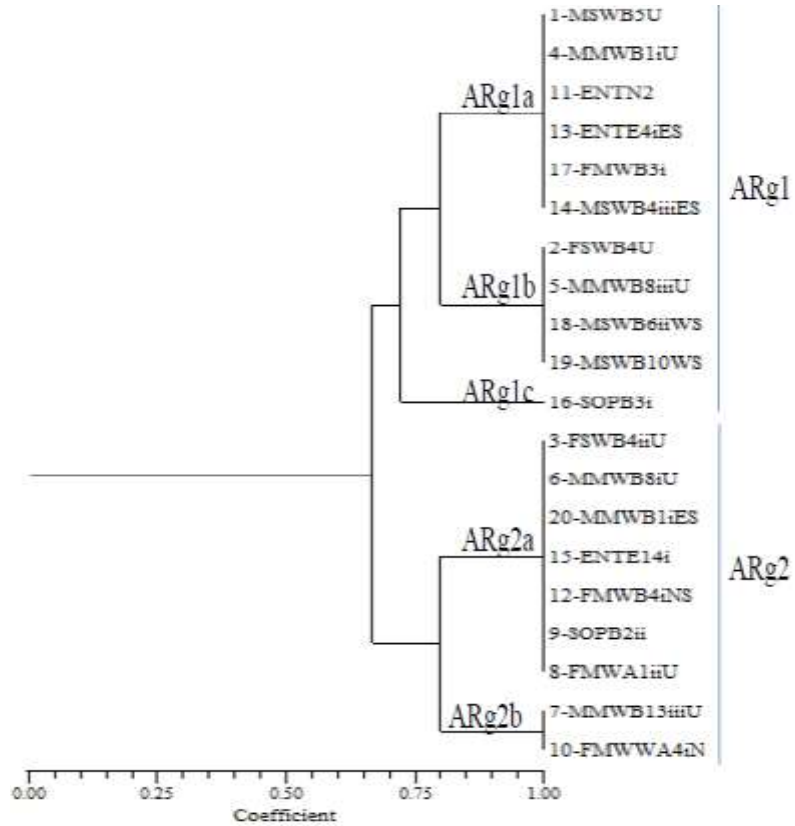 1-MSWB5U
4-MMWB1iU
ARg1a
11-ENTN2
13-ENTE4iES
17-FMWB3i
ARg1
14-MSWB4iiiES
2-FSWB4U
ARg1b
5-MMWB8iiiU
18-MSWB6iiWS
19-MSWB10WS
ARg1c
16-SOPB3i
3-FSWB4iiU
6-MMWB8iU
20-MMWB1iES
ARg2a
15-ENTE14i
ARg2
12-FMWB4iNS
9-SOPB2ii
8-FMWA1iiU
ARg2b
7-MMWB13iiiU
10-FMWWA4iN
0.00 0.25 0.50 0.75 1.00
Coefficient